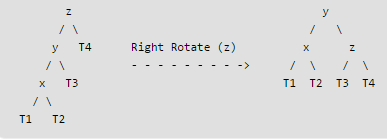 z y
/ \ / \
y T4 Right Rotate (z) x z
/ \ - - - - - - - - -> / \ / \
x T3 T1 T2 T3 T4
/ \
T1 T2